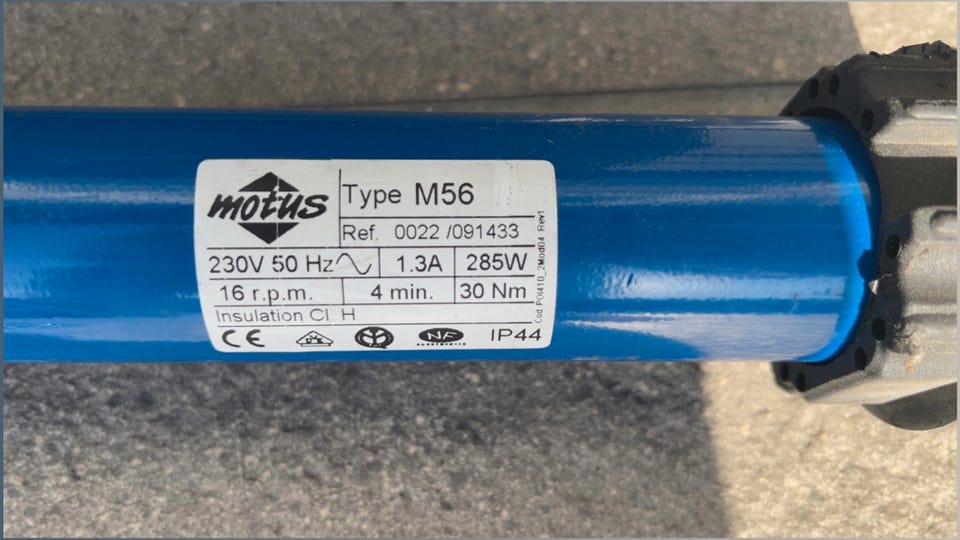 motus
Type M56
Ref. 0022 /091433
230V 50 Hz 1.3A 285W
16 r.p.m. 4 min. 30 Nm
Insulation Cl. H
CE NF IP44